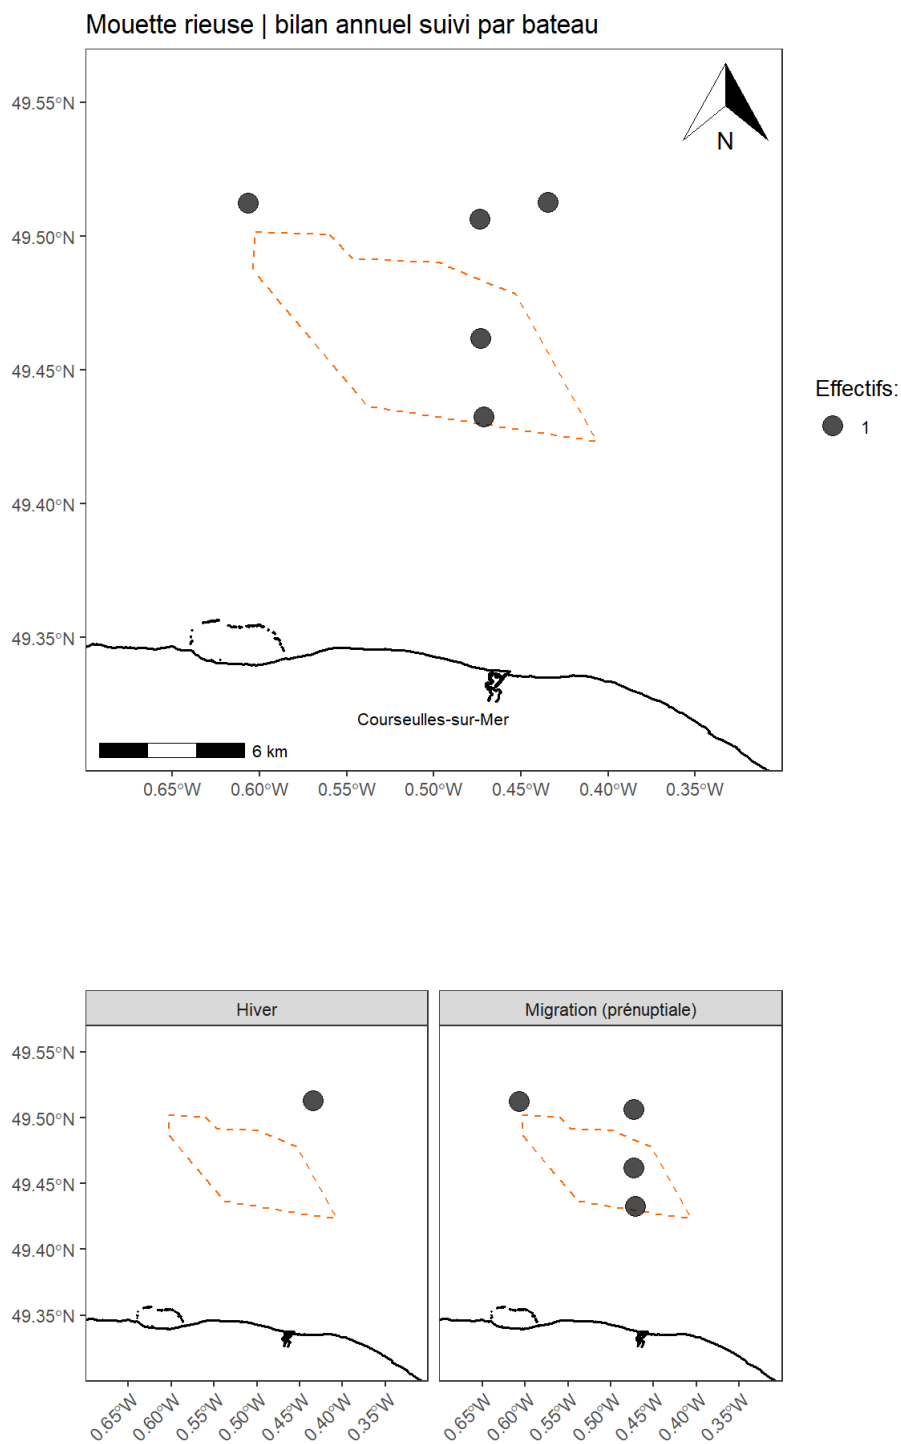 Mouette rieuse | bilan annuel suivi par bateau
49.55°N
49.50°N
49.45°N
49.40°N
49.35°N
N
Courseulles-sur-Mer
6 km
0.65°W 0.60°W 0.55°W 0.50°W 0.45°W 0.40°W 0.35°W
Effectifs:
1
Hiver
Migration (prénuptiale)
49.55°N
49.50°N
49.45°N
49.40°N
49.35°N
0.65°W 0.60°W 0.55°W 0.50°W 0.45°W 0.40°W 0.35°W
0.65°W 0.60°W 0.55°W 0.50°W 0.45°W 0.40°W 0.35°W